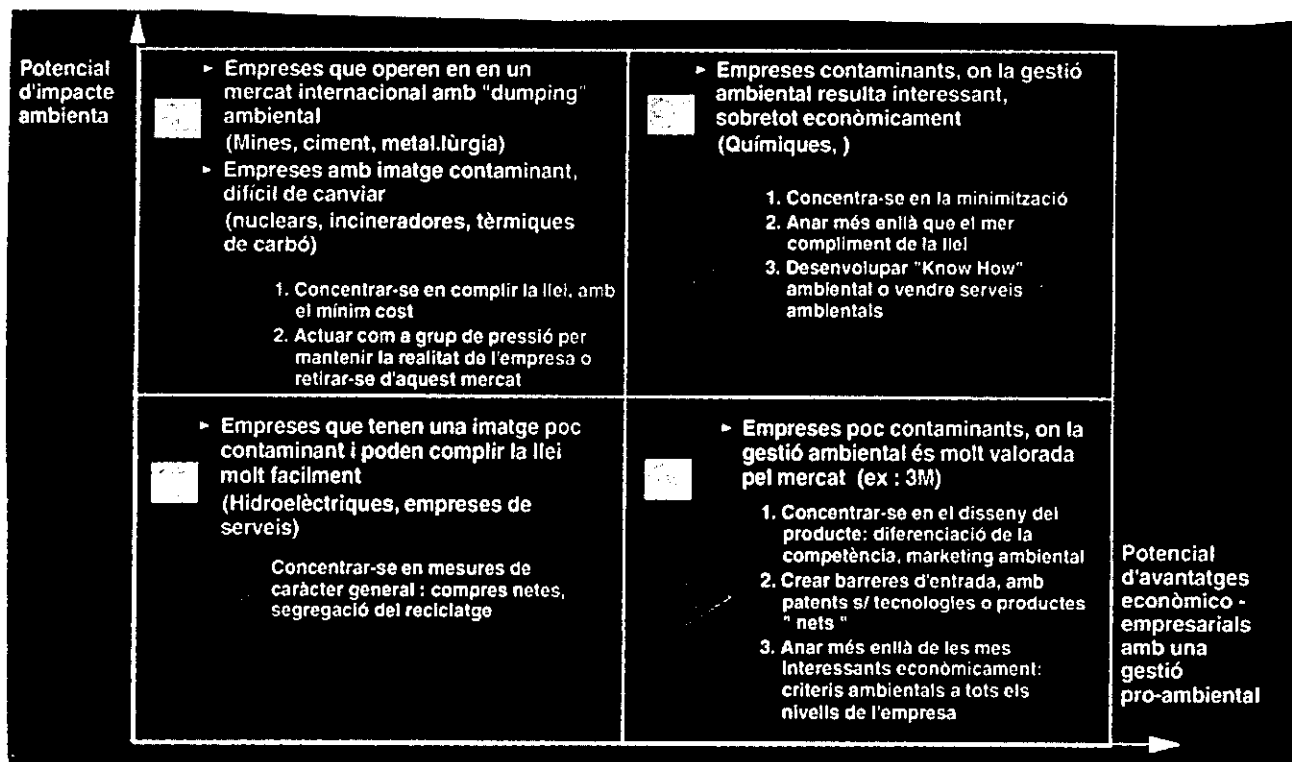 Potencial
d'impacte
ambienta
► Empreses que operen en en un
mercat internacional amb "dumping"
ambiental
(Mines, ciment, metal.lúrgia)
► Empreses amb imatge contaminant,
difícil de canviar
(nuclears, incineradores, tèrmiques
de carbó)
1. Concentrar-se en complir la llei, amb
el mínim cost
2. Actuar com a grup de pressió per
mantenir la realitat de l'empresa o
retirar-se d'aquest mercat
► Empreses contaminants, on la gestió
ambiental resulta interessant,
sobretot econòmicament
(Químiques, )
1. Concentra-se en la minimització
2. Anar més enllà que el mer
compliment de la llei
3. Desenvolupar "Know How"
ambiental o vendre serveis
ambientals
► Empreses que tenen una imatge poc
contaminant i poden complir la llei
molt facilment
(Hidroelèctriques, empreses de
serveis)
Concentrar-se en mesures de
caràcter general : compres netes,
segregació del reciclatge
► Empreses poc contaminants, on la
gestió ambiental és molt valorada
pel mercat (ex : 3M)
1. Concentrar-se en el disseny del
producte: diferenciació de la
competència, marketing ambiental
2. Crear barreres d'entrada, amb
patents s/ tecnologies o productes
" nets "
3. Anar més enllà de les mes
Interessants econòmicament:
criteris ambientals a tots els
nivells de l'empresa
Potencial
d'avantatges
econòmico -
empresarials
amb una
gestió
pro-ambiental